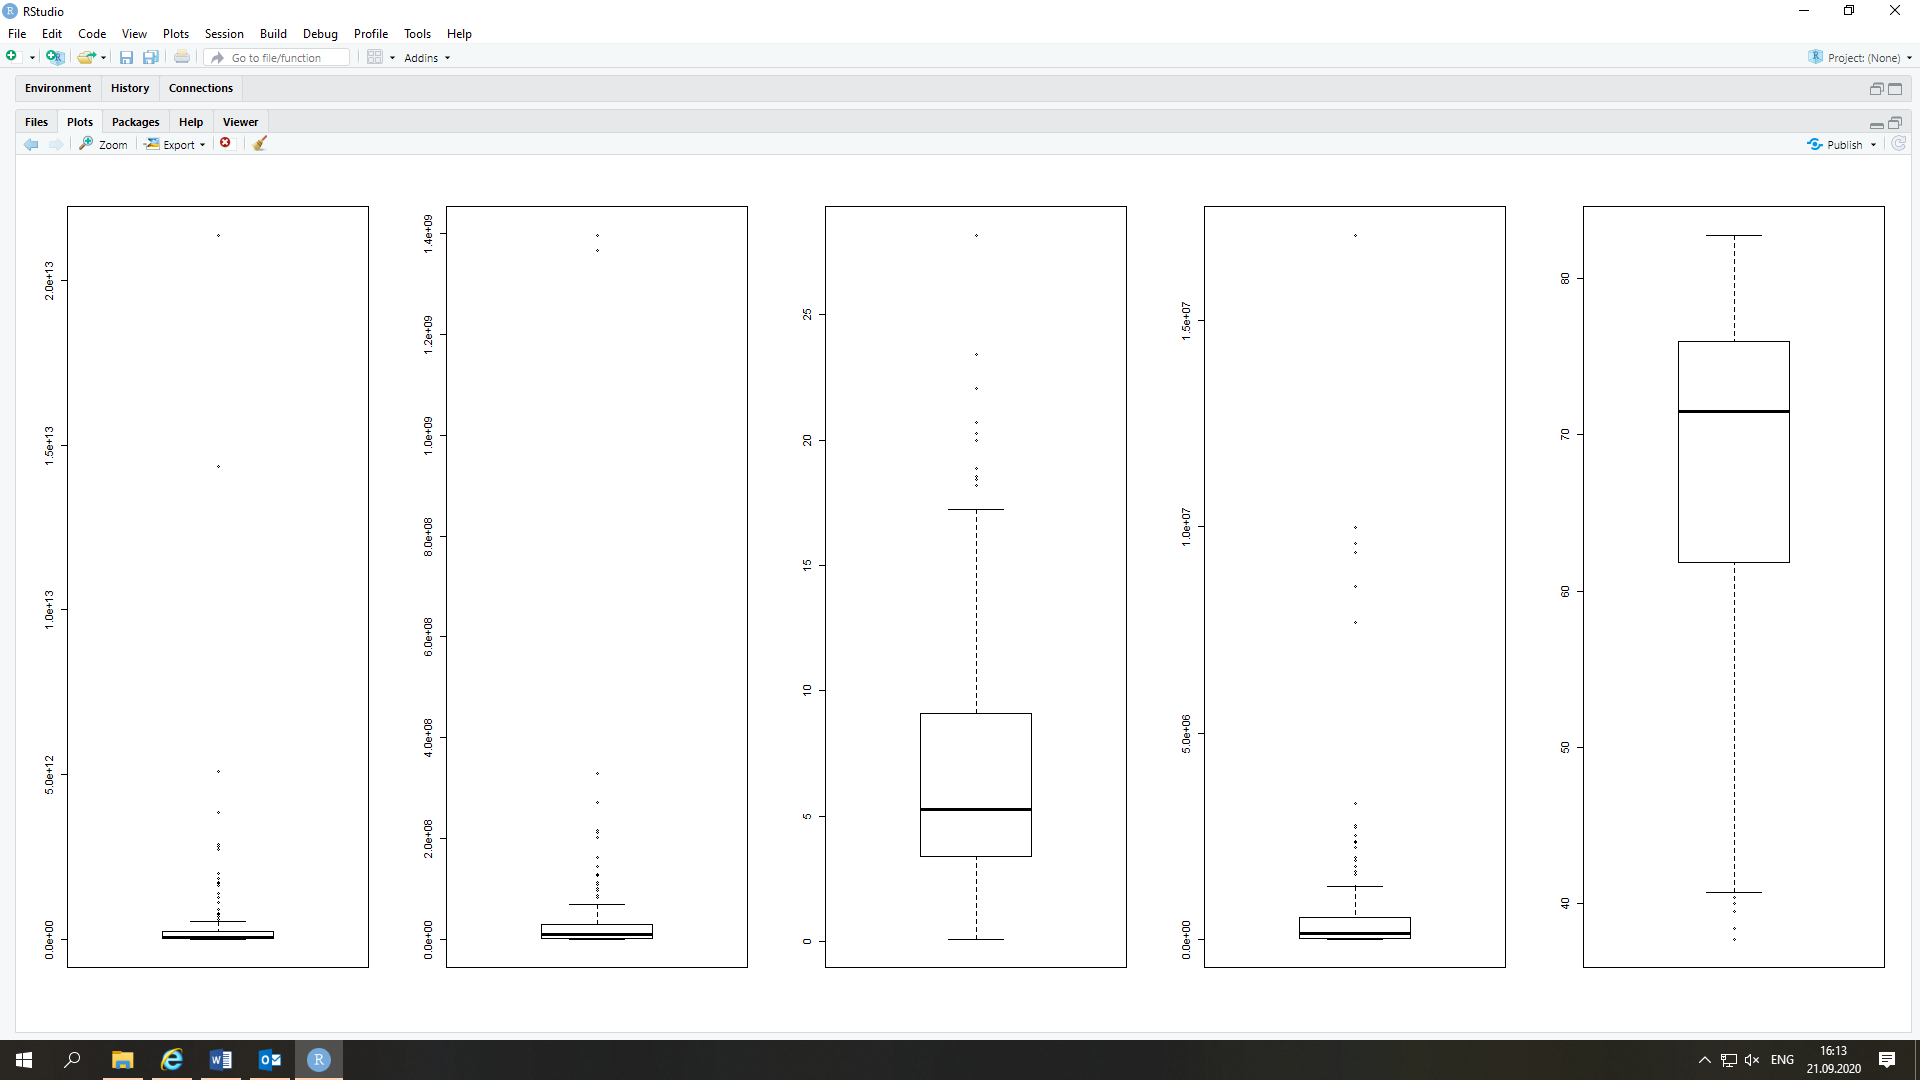 RStudio
File Edit Code View Plots Session Build Debug Profile Tools Help
Go to file/function Addins Project: (None)
Environment History Connections
Files Plots Packages Help Viewer
Zoom Export Publish
0.0e+00 5.0e+12 1.0e+13 1.5e+13 2.0e+13
0.0e+00 2.0e+08 4.0e+08 6.0e+08 8.0e+08 1.0e+09 1.2e+09 1.4e+09
0 5 10 15 20 25
0.0e+00 5.0e+06 1.0e+07 1.5e+07
40 50 60 70 80
ENG 16:13
21.09.2020